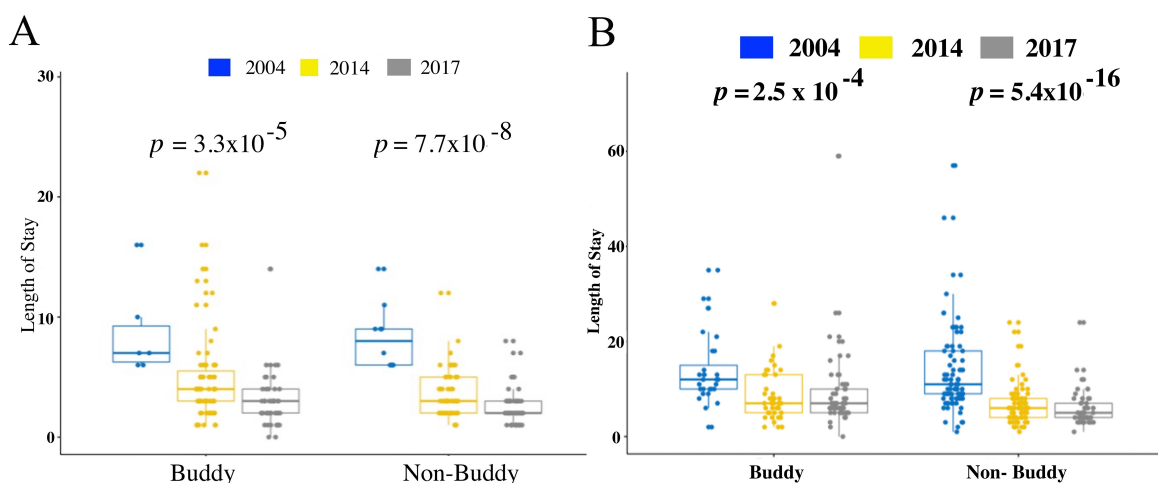 A
2004 2014 2017
30
20
10
0
Length of Stay
p = 3.3x10-5
p = 7.7x10-8
Buddy
Non-Buddy
B
2004 2014 2017
p = 2.5 x 10-4
p = 5.4x10-16
60
40
20
0
Length of Stay
Buddy
Non- Buddy